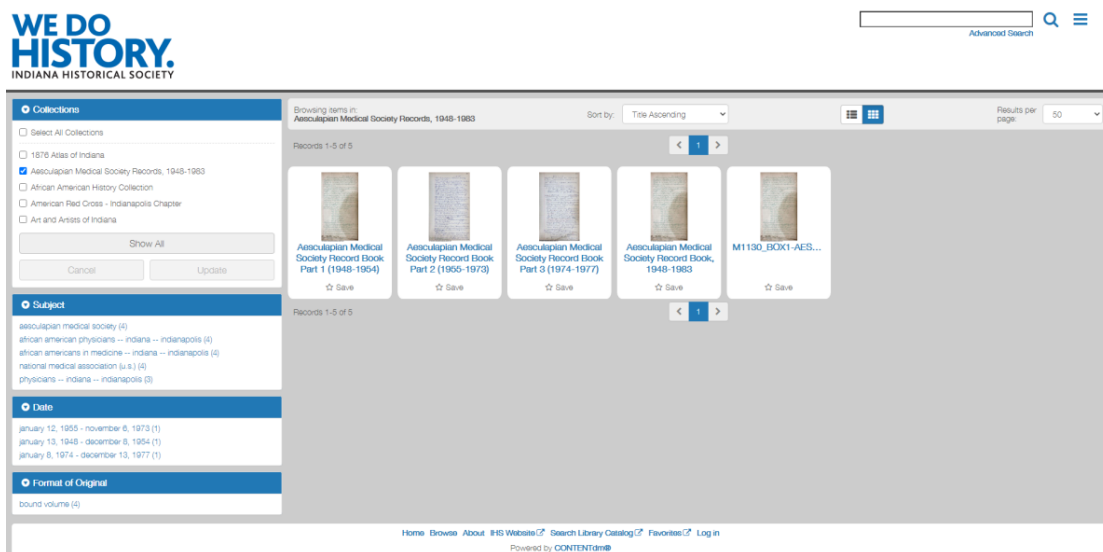 WE DO
HISTORY.
INDIANA HISTORICAL SOCIETY
Advanced Search
Collections
Select All Collections
1876 Atlas of Indiana
Aesculapian Medical Society Records, 1948-1983
African American History Collection
American Red Cross - Indianapolis Chapter
Art and Artists of Indiana
Show All
Cancel
Update
Subject
aesculapian medical society (4)
african american physicians -- indiana -- indianapolis (4)
african americans in medicine -- indiana -- indianapolis (4)
national medical association (u.s.) (4)
physicians -- indiana -- indianapolis (3)
Date
january 12, 1955 - november 6, 1973 (1)
january 13, 1948 - december 8, 1954 (1)
january 8, 1974 - december 13, 1977 (1)
Format of Original
bound volume (4)
Browsing items in:
Aesculapian Medical Society Records, 1948-1983
Sort by:
Title Ascending
Results per
page:
50
Records 1-5 of 5
1
Aesculapian Medical
Society Record Book
Part 1 (1948-1954)
Save
Aesculapian Medical
Society Record Book
Part 2 (1955-1973)
Save
Aesculapian Medical
Society Record Book
Part 3 (1974-1977)
Save
Aesculapian Medical
Society Record Book,
1948-1983
Save
M1130_BOX1-AES...
Save
Records 1-5 of 5
1
Home Browse About IHS Website Search Library Catalog Favorites Log in
Powered by CONTENTdm®